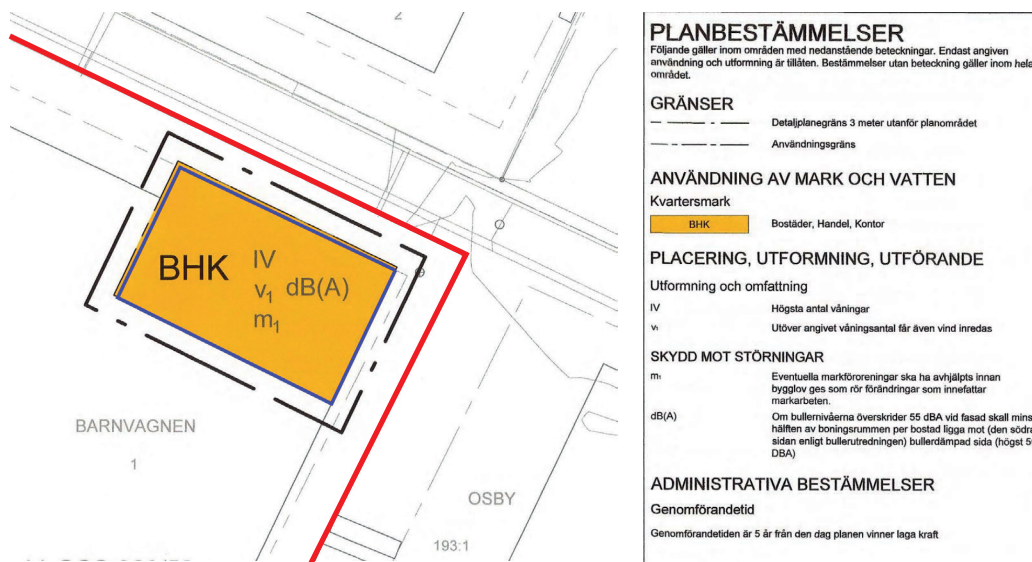 2
BHK
IV
v1 dB(A)
m1
BARNVAGNEN
1
OSBY
193:1
PLANBESTÄMMELSER
Följande gäller inom områden med nedanstående beteckningar. Endast angiven
användning och utformning är tillåten. Bestämmelser utan beteckning gäller inom hela
området.
GRÄNSER
Detaljplanegräns 3 meter utanför planområdet
Användningsgräns
ANVÄNDNING AV MARK OCH VATTEN
Kvartersmark
BHK Bostäder, Handel, Kontor
PLACERING, UTFORMNING, UTFÖRANDE
Utformning och omfattning
IV Högsta antal våningar
v1 Utöver angivet våningsantal får även vind inredas
SKYDD MOT STÖRNINGAR
m1 Eventuella markföroreningar ska ha avhjälpts innan
bygglov ges som rör förändringar som innefattar
markarbeten.
dB(A) Om bullernivåerna överskrider 55 dBA vid fasad skall mins
hälften av boningsrummen per bostad ligga mot (den södra
sidan enligt bullerutredningen) bullerdämpad sida (högst 5
DBA)
ADMINISTRATIVA BESTÄMMELSER
Genomförandetid
Genomförandetiden är 5 år från den dag planen vinner laga kraft